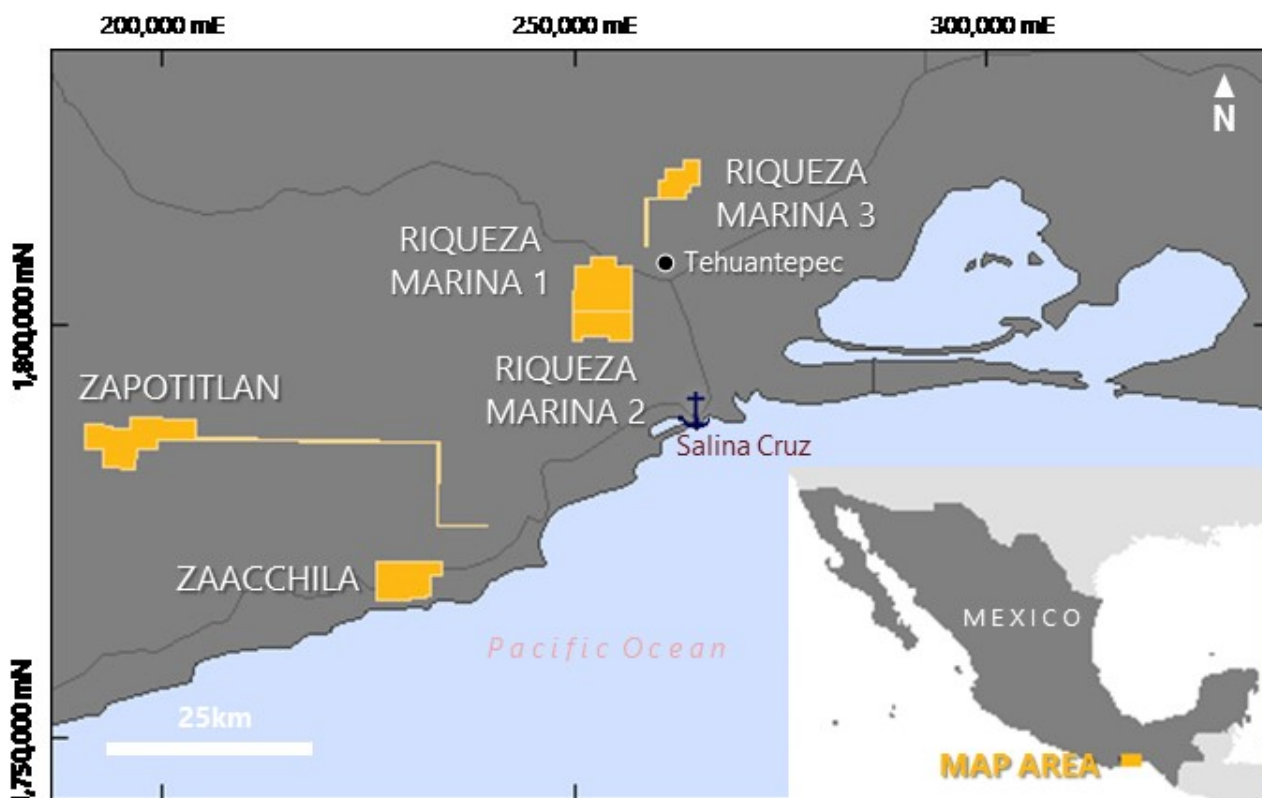 200,000 mE
250,000 mE
300,000 mE
N
RIQUEZA
MARINA 3
RIQUEZA
MARINA 1
Tehuantepec
1,800,000 mN
RIQUEZA
MARINA 2
ZAPOTITLAN
Salina Cruz
ZAACCHILA
MEXICO
Pacific Ocean
25km
,750,000 mN
MAP AREA